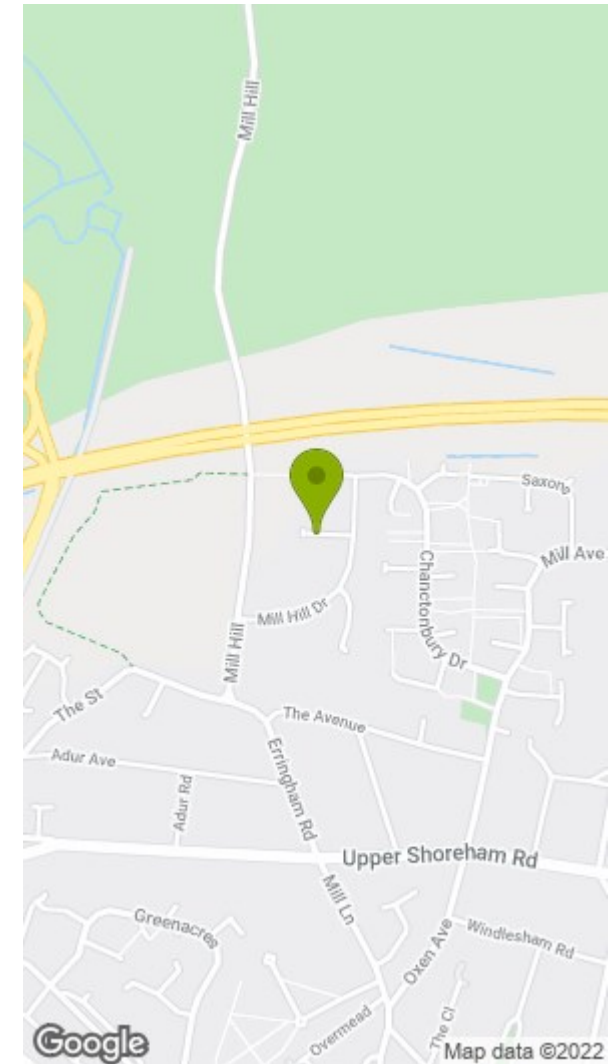 Mill Hill
Saxons
Mill Ave
Chanctonbury Dr
Mill Hill Dr
Mill Hill
The St
The Avenue
Erringham Rd
Adur Ave
Adur Rd
Upper Shoreham Rd
Mill Ln
Greenacres
Oxen Ave
Windlesham Rd
Overmead
The Cl
Google
Map data ©2022